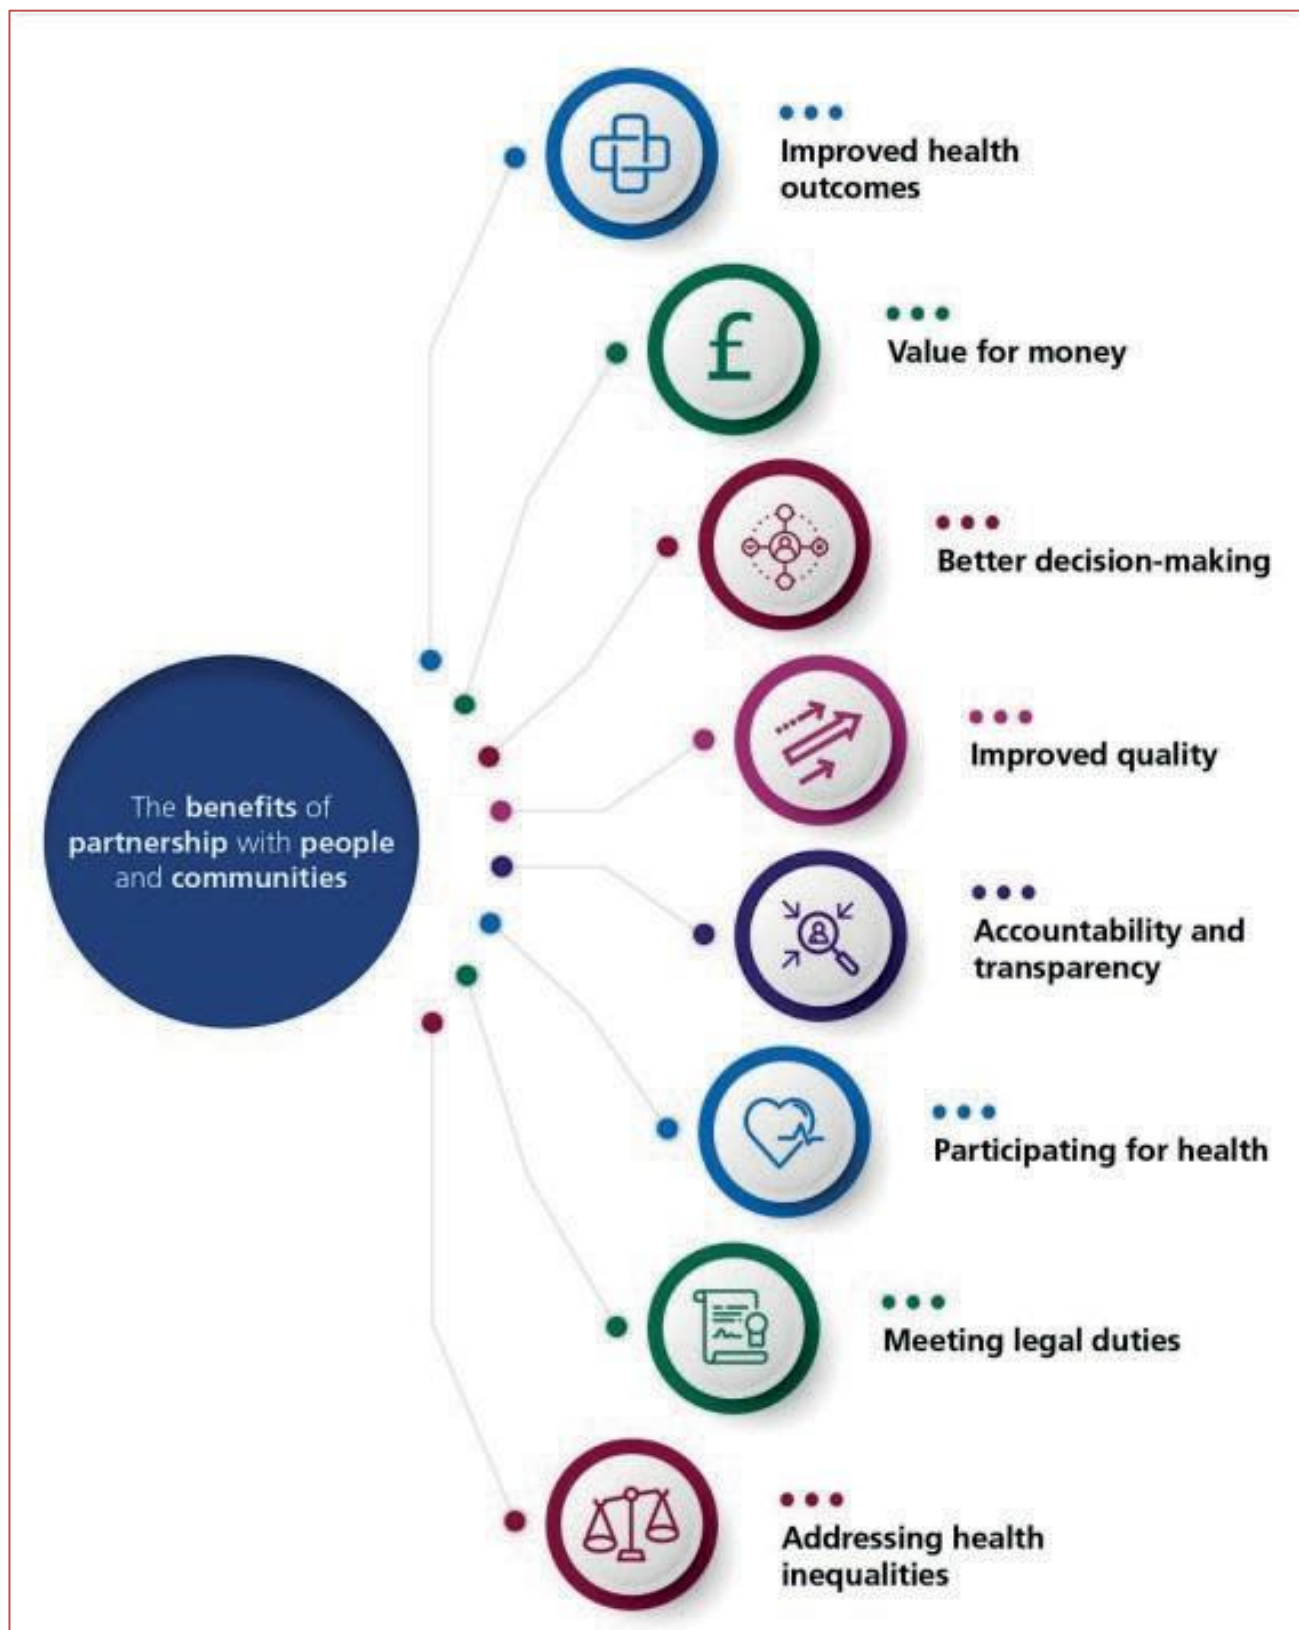 The benefits of
partnership with people
and communities
Improved health
outcomes
£
Value for money
Better decision-making
Improved quality
Accountability and
transparency
Participating for health
Meeting legal duties
Addressing health
inequalities